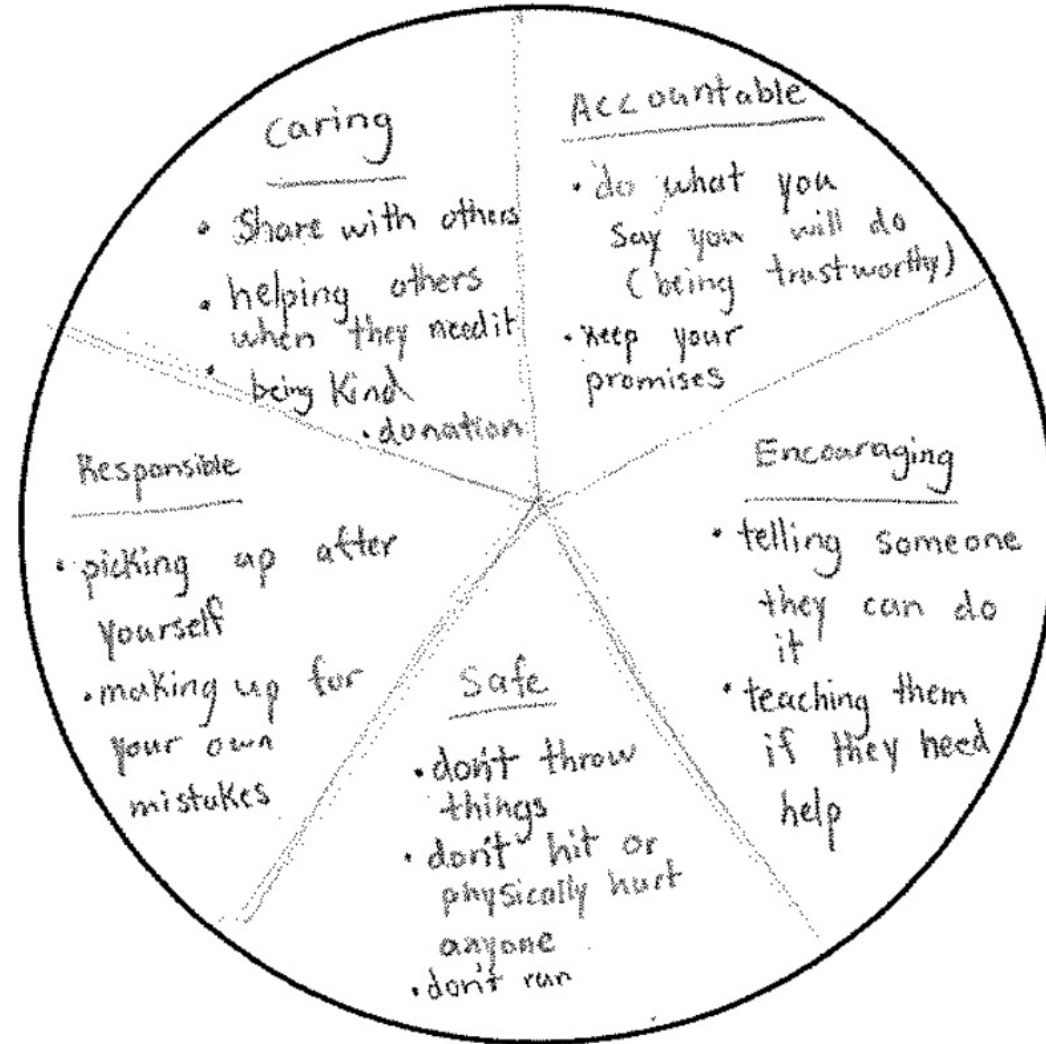 Caring
• Share with others
• helping others
when they need it
• being Kind
• donation
Accountable
• do what you
say you will do
(being trustworthy)
• keep your
promises
Encouraging
• telling someone
they can do
it
• teaching them
if they need
help
Safe
• don't throw
things
• don't hit or
physically hurt
anyone
• don't run
Responsible
• picking up after
yourself
• making up for
your own
mistakes